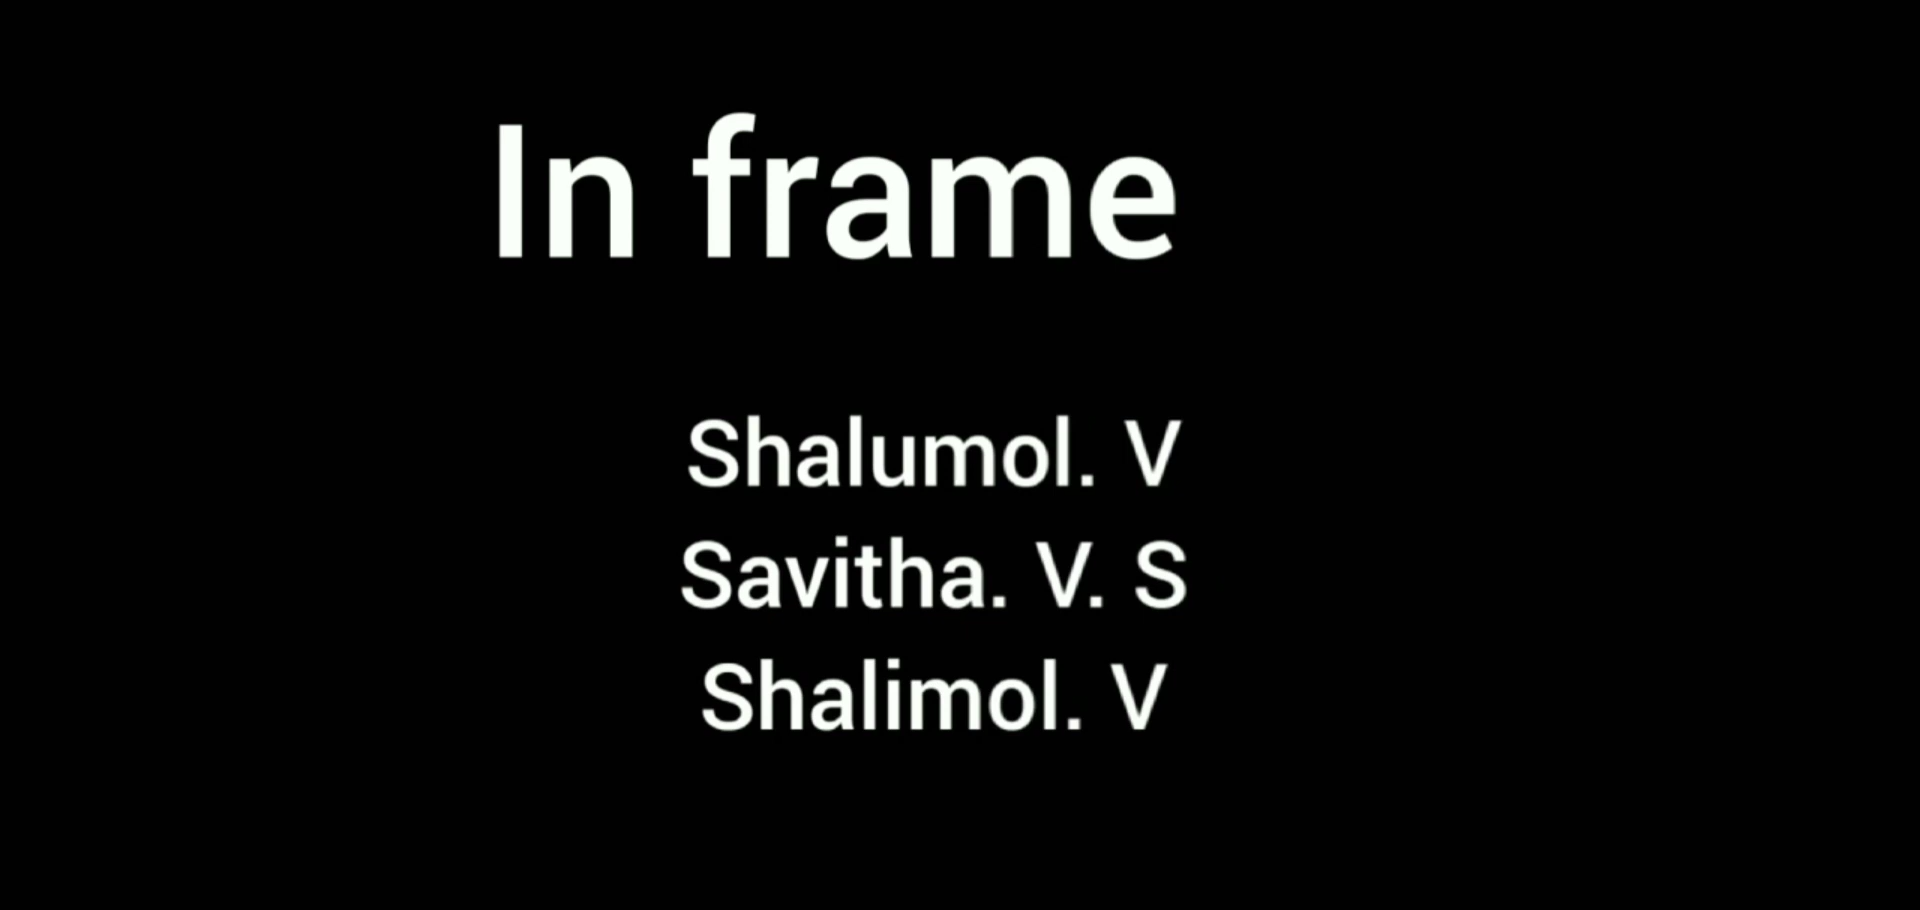 In frame
Shalumol. V
Savitha. V. S
Shalimol. V